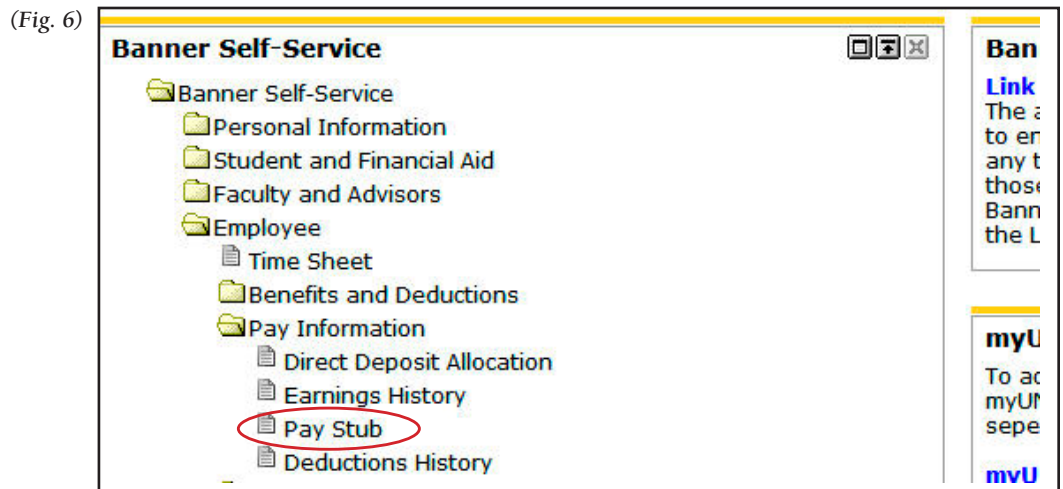 (Fig. 6)
Banner Self-Service
Banner Self-Service
Personal Information
Student and Financial Aid
Faculty and Advisors
Employee
Time Sheet
Benefits and Deductions
Pay Information
Direct Deposit Allocation
Earnings History
Pay Stub
Deductions History
Ban
Link
The
to en
any t
those
Bann
the L
myU
To ac
myUN
sepe
myU